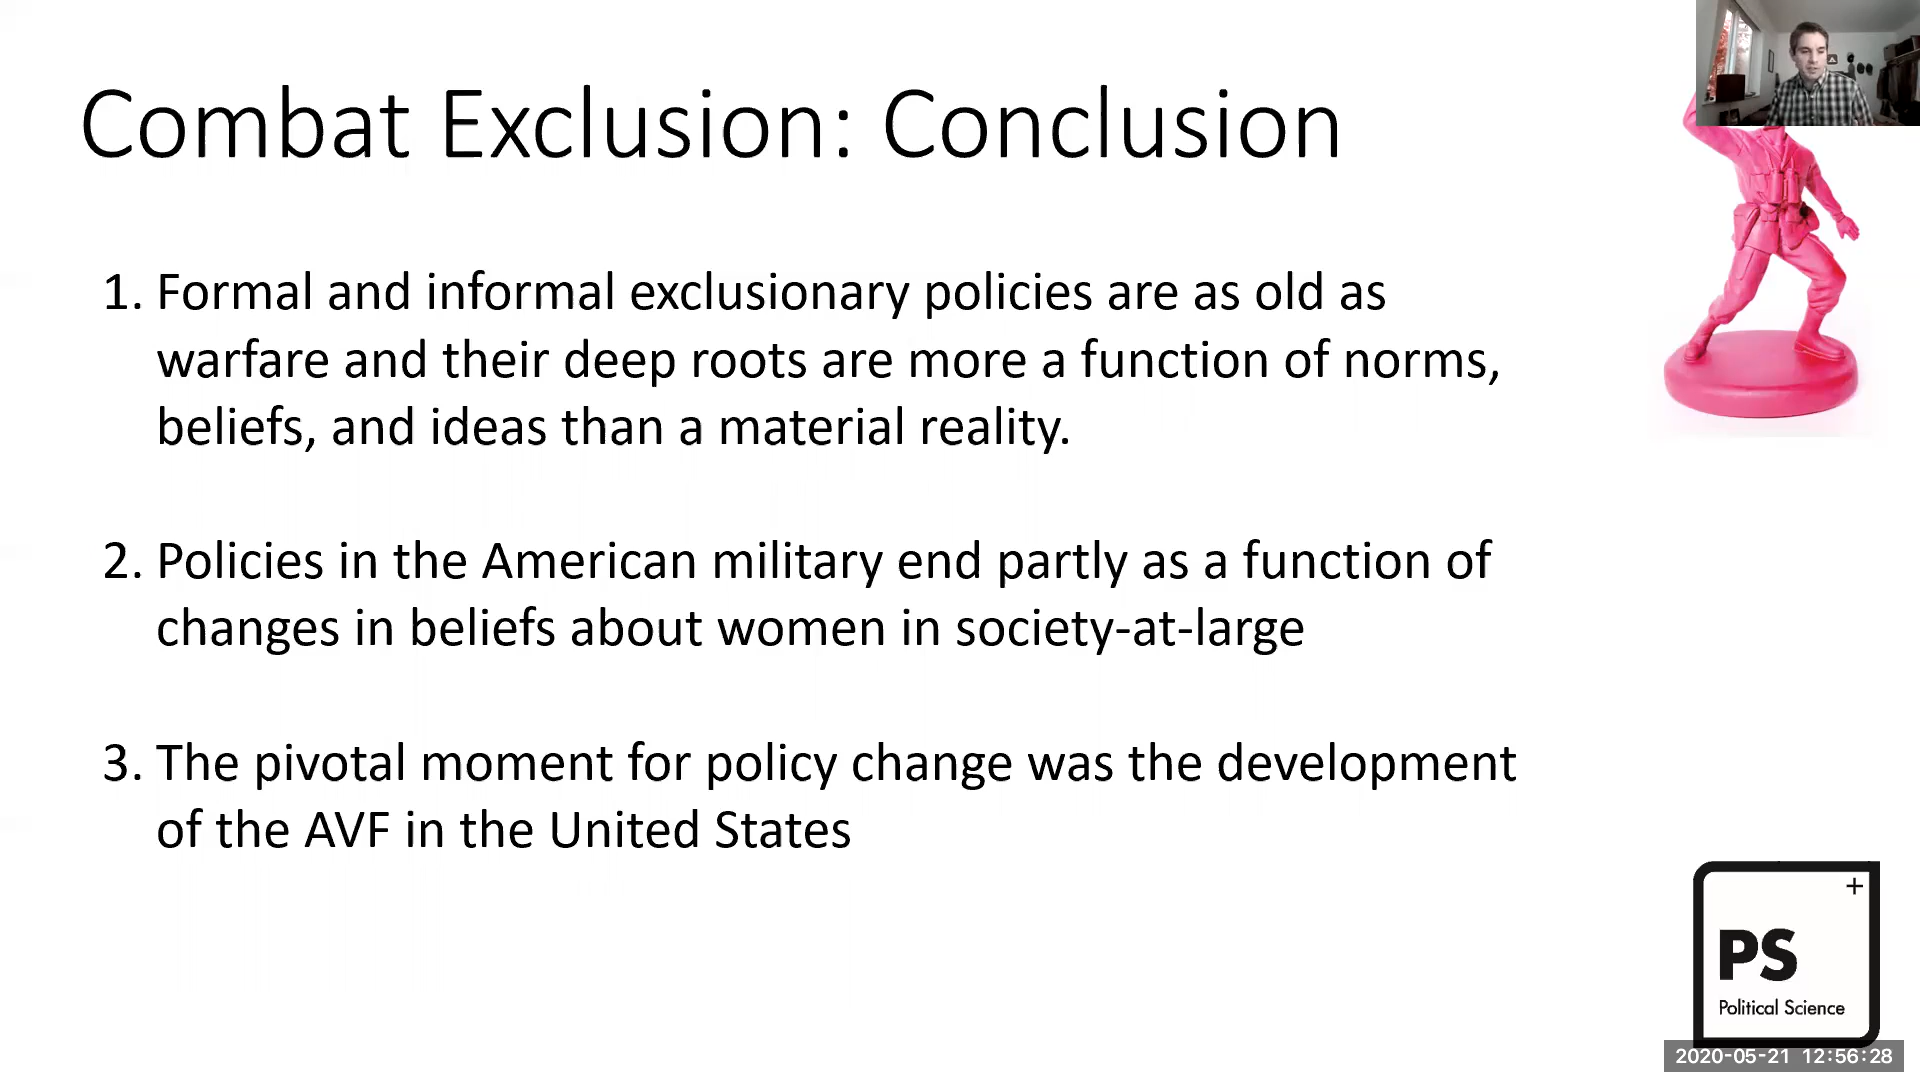 Combat Exclusion: Conclusion
1. Formal and informal exclusionary policies are as old as
warfare and their deep roots are more a function of norms,
beliefs, and ideas than a material reality.
2. Policies in the American military end partly as a function of
changes in beliefs about women in society-at-large
3. The pivotal moment for policy change was the development
of the AVF in the United States
+
PS
Political Science
2020-05-21 12:56:28